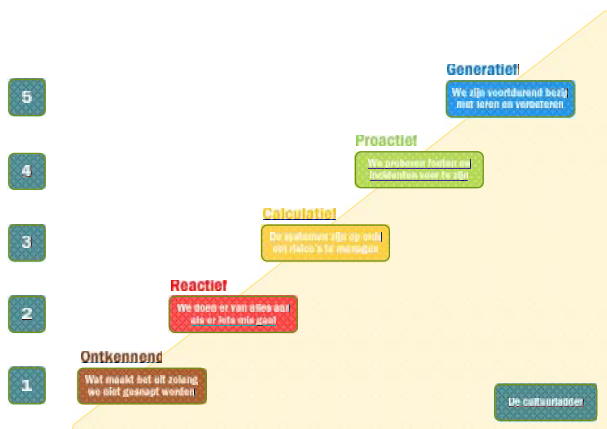 Generatief
5
We zijn voortdurend bezig
met leren en verbeteren
Proactief
4
We proberen fouten en
incidenten voor te zijn
Calculatief
3
De systemen zijn op orde
om risico's te managen
Reactief
2
We doen er van alles aan
als er iets mis gaat
Ontkennend
1
Wat maakt het uit zolang
we niet gesnapt worden
De cultuurladder